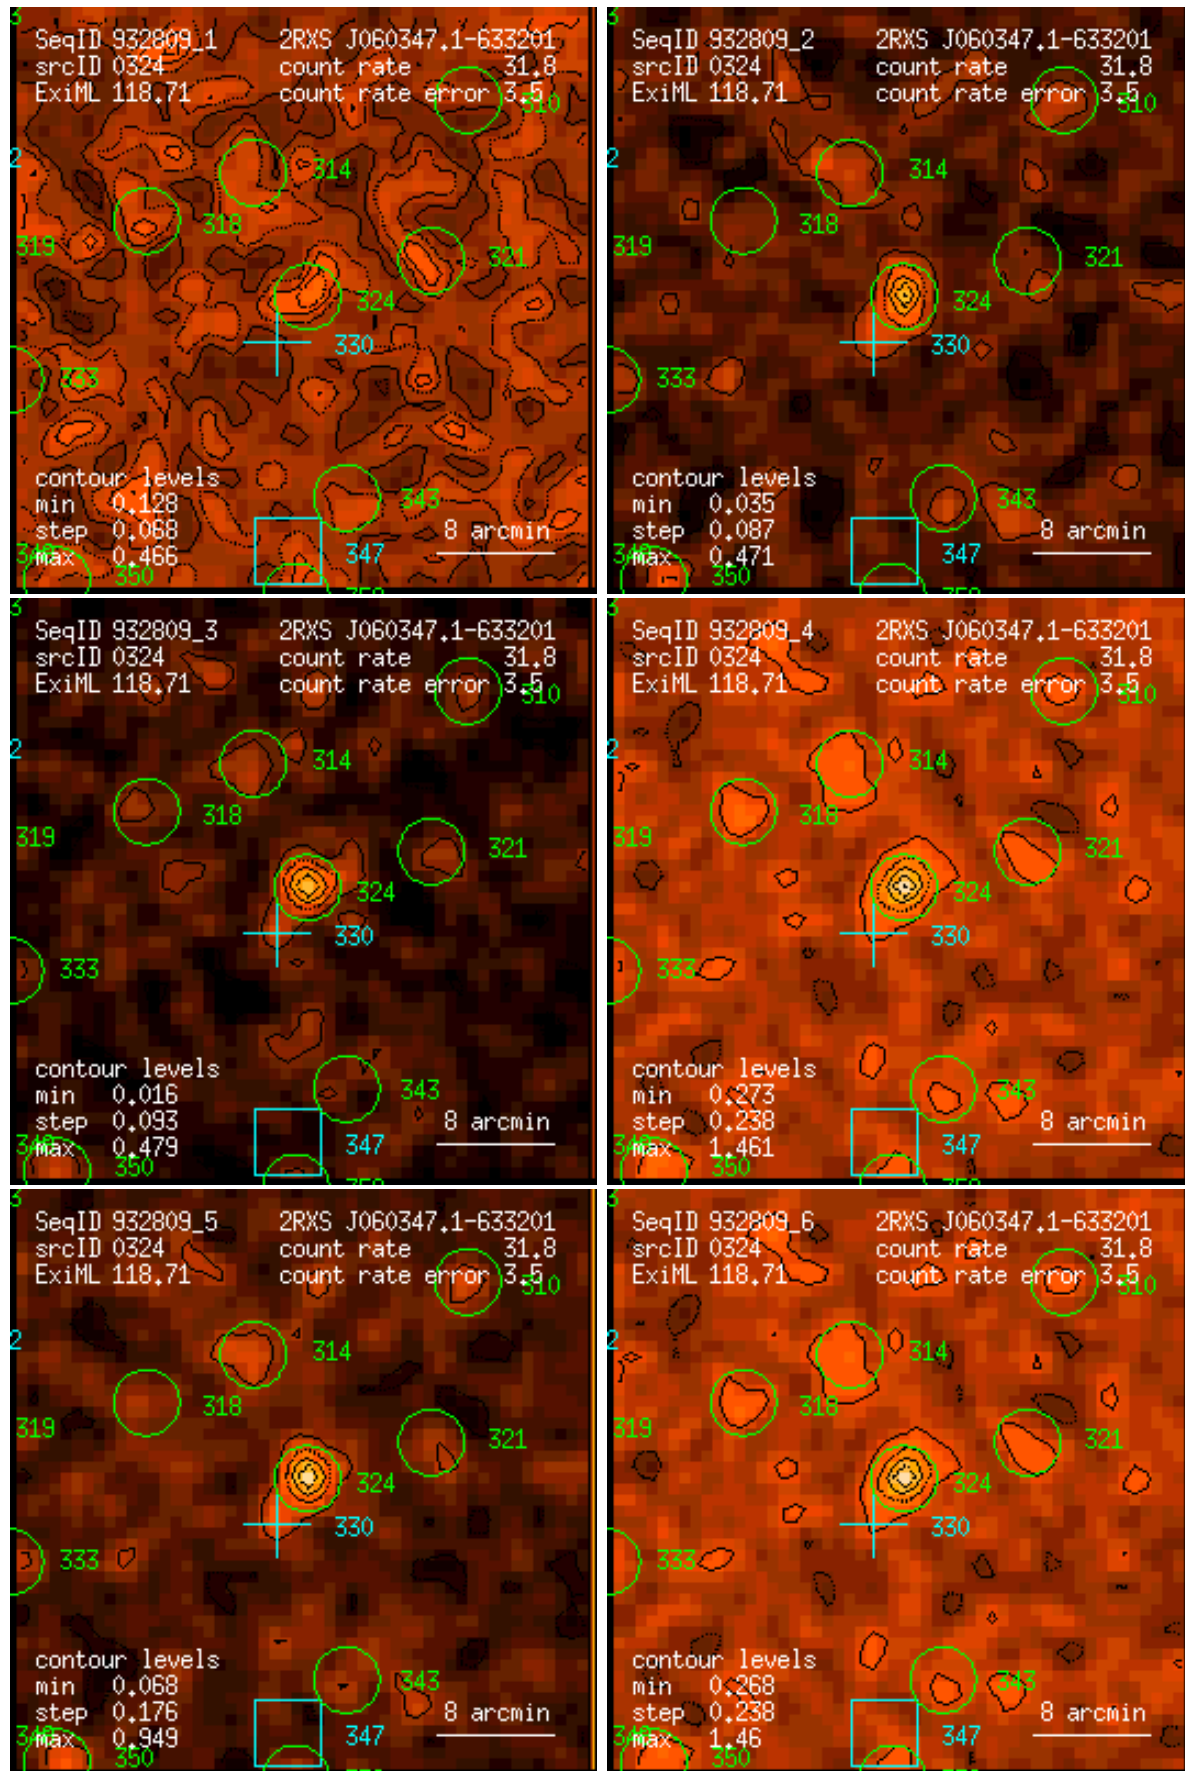 3
SeqID 932809_1 2RXS J060347.1-633201
srcID 0324 count rate 31.8
ExiML 118.71 count rate error 3.5
310
2
314
318
319
321
324
330
333
contour levels
min 0.128
343
step 0.068
8 arcmin
max 0.466
347
350
3
SeqID 932809_2 2RXS J060347.1-633201
srcID 0324 count rate 31.8
ExiML 118.71 count rate error 3.5
310
2
314
318
319
321
324
330
333
contour levels
min 0.035
343
step 0.087
8 arcmin
max 0.471
347
350
3
SeqID 932809_3 2RXS J060347.1-633201
srcID 0324 count rate 31.8
ExiML 118.71 count rate error 3.5
310
2
314
318
319
321
324
330
333
contour levels
min 0.016
343
step 0.093
8 arcmin
max 0.479
347
350
3
SeqID 932809_4 2RXS J060347.1-633201
srcID 0324 count rate 31.8
ExiML 118.71 count rate error 3.5
310
2
314
318
319
321
324
330
333
contour levels
min 0.273
343
step 0.238
8 arcmin
max 1.461
347
350
3
SeqID 932809_5 2RXS J060347.1-633201
srcID 0324 count rate 31.8
ExiML 118.71 count rate error 3.5
310
2
314
318
319
321
324
330
333
contour levels
min 0.068
343
step 0.176
8 arcmin
max 0.949
347
350
3
SeqID 932809_6 2RXS J060347.1-633201
srcID 0324 count rate 31.8
ExiML 118.71 count rate error 3.5
310
2
314
318
319
321
324
330
333
contour levels
min 0.268
343
step 0.238
8 arcmin
max 1.46
347
350